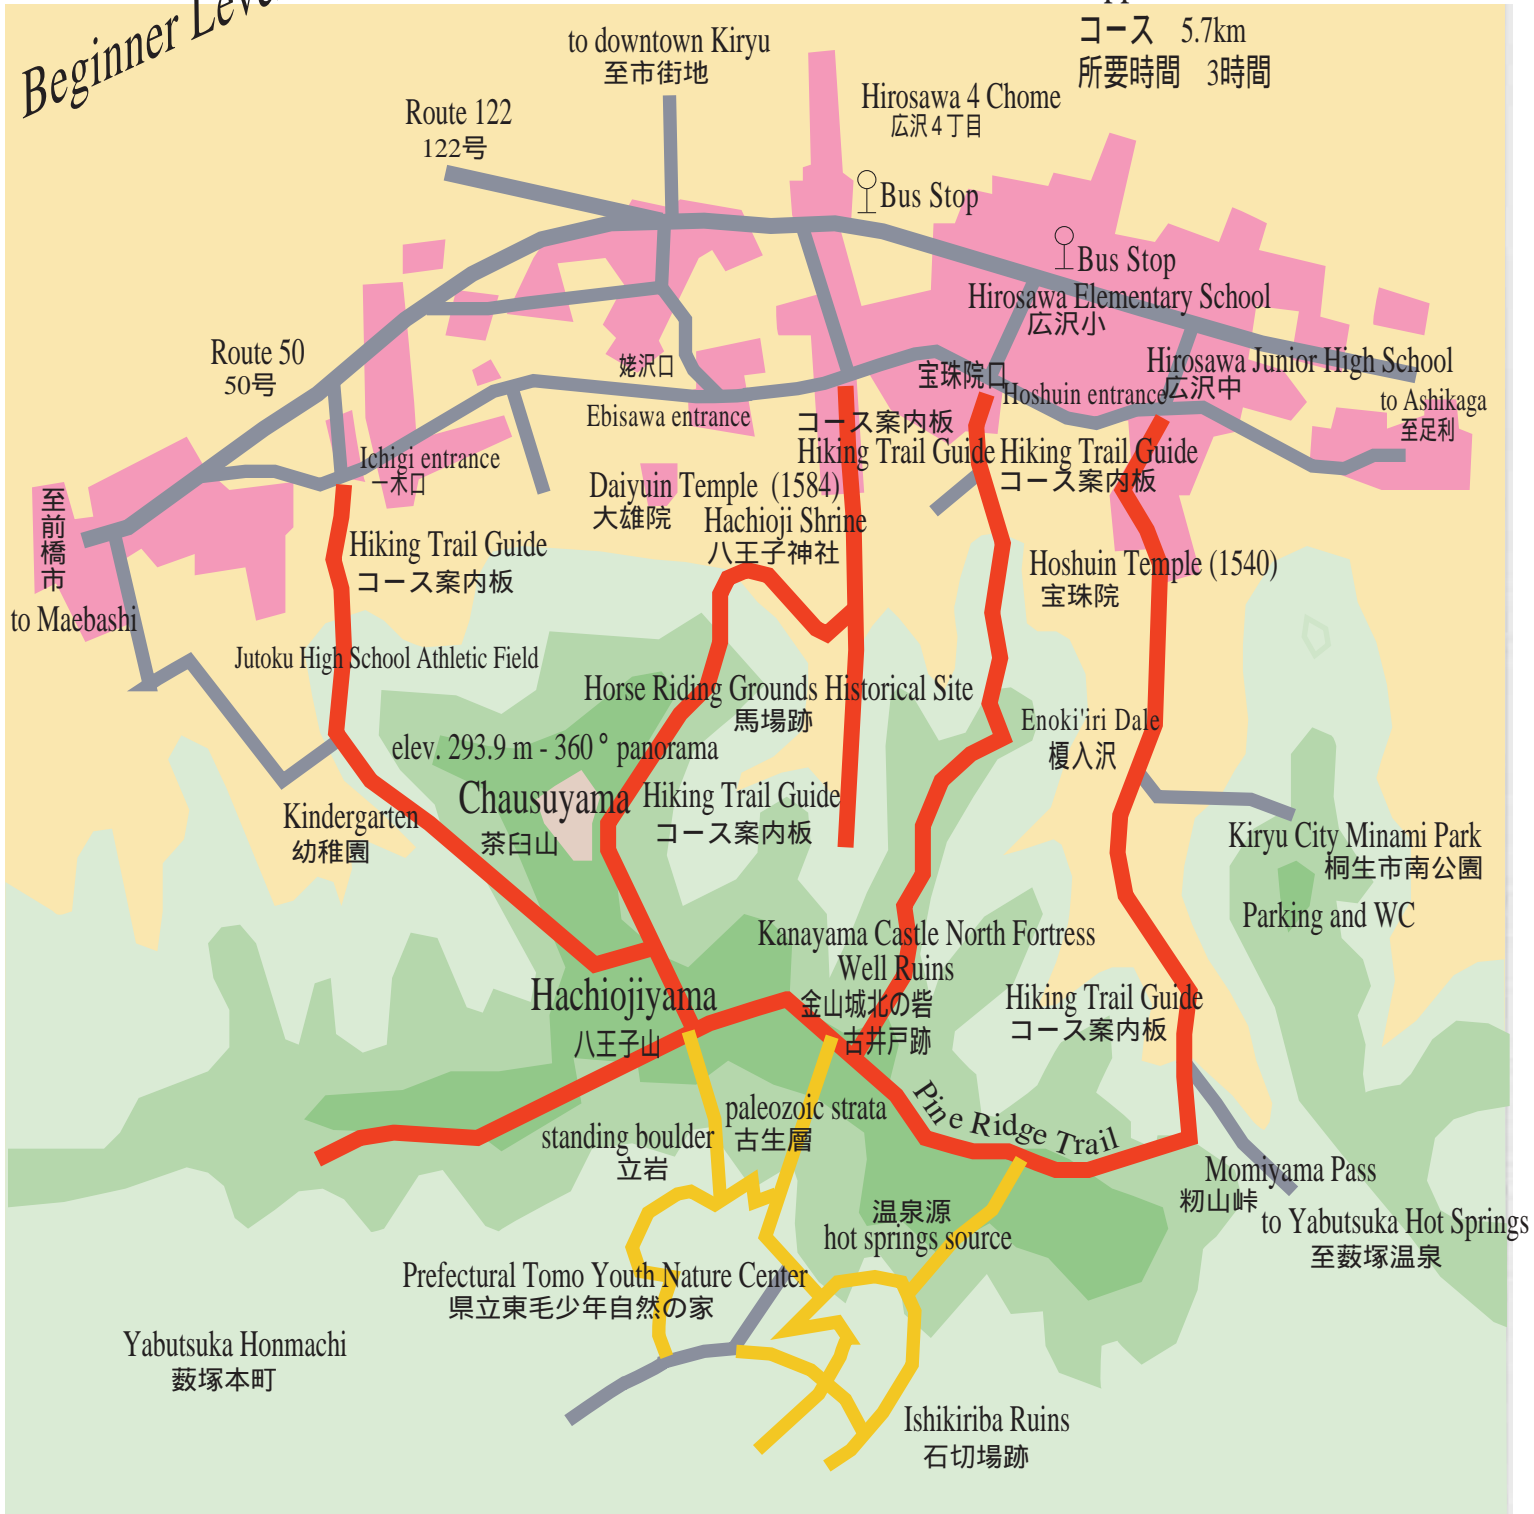 Beginner
コース 5.7km
所要時間 3時間
to downtown Kiryu
至市街地
Hirosawa 4 Chome
広沢４丁目
Route 122
122号
Bus Stop
Bus Stop
Hirosawa Elementary School
広沢小
Route 50
50号
姥沢口
Ebisawa entrance
宝珠院口
Hoshuin entrance
Hirosawa Junior High School
広沢中
to Ashikaga
至足利
コース案内板
Hiking Trail Guide
Hiking Trail Guide
コース案内板
Ichigi entrance
一木口
至前橋市
to Maebashi
Daiyuin Temple (1584)
大雄院
Hachioji Shrine
八王子神社
Hiking Trail Guide
コース案内板
Hoshuin Temple (1540)
宝珠院
Jutoku High School Athletic Field
Horse Riding Grounds Historical Site
馬場跡
Enoki'iri Dale
榎入沢
elev. 293.9 m - 360° panorama
Chausuyama
茶臼山
Hiking Trail Guide
コース案内板
Kindergarten
幼稚園
Kiryu City Minami Park
桐生市南公園
Parking and WC
Kanayama Castle North Fortress
Well Ruins
金山城北の砦
古井戸跡
Hachiojiyama
八王子山
Hiking Trail Guide
コース案内板
Pine Ridge Trail
paleozoic strata
古生層
standing boulder
立岩
Momiyama Pass
籾山峠
to Yabutsuka Hot Springs
至薮塚温泉
温泉源
hot springs source
Prefectural Tomo Youth Nature Center
県立東毛少年自然の家
Yabutsuka Honmachi
薮塚本町
Ishikiriba Ruins
石切場跡